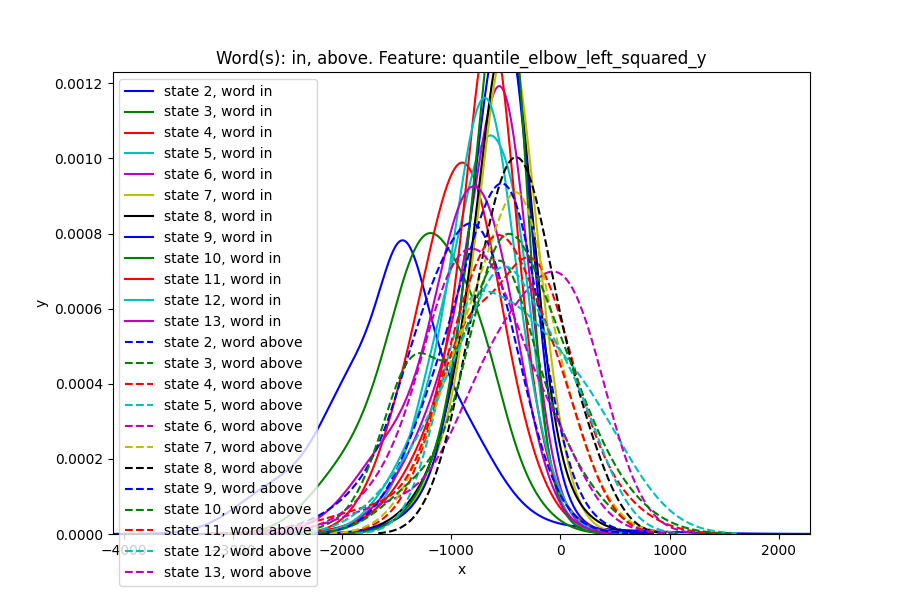 Word(s): in, above. Feature: quantile_elbow_left_squared_y
0.0012
0.0010
0.0008
0.0006
0.0004
0.0002
0.0000
y
state 2, word in
state 3, word in
state 4, word in
state 5, word in
state 6, word in
state 7, word in
state 8, word in
state 9, word in
state 10, word in
state 11, word in
state 12, word in
state 13, word in
state 2, word above
state 3, word above
state 4, word above
state 5, word above
state 6, word above
state 7, word above
state 8, word above
state 9, word above
state 10, word above
state 11, word above
state 12, word above
state 13, word above
−4000 −3000 −2000 −1000 0 1000 2000
x